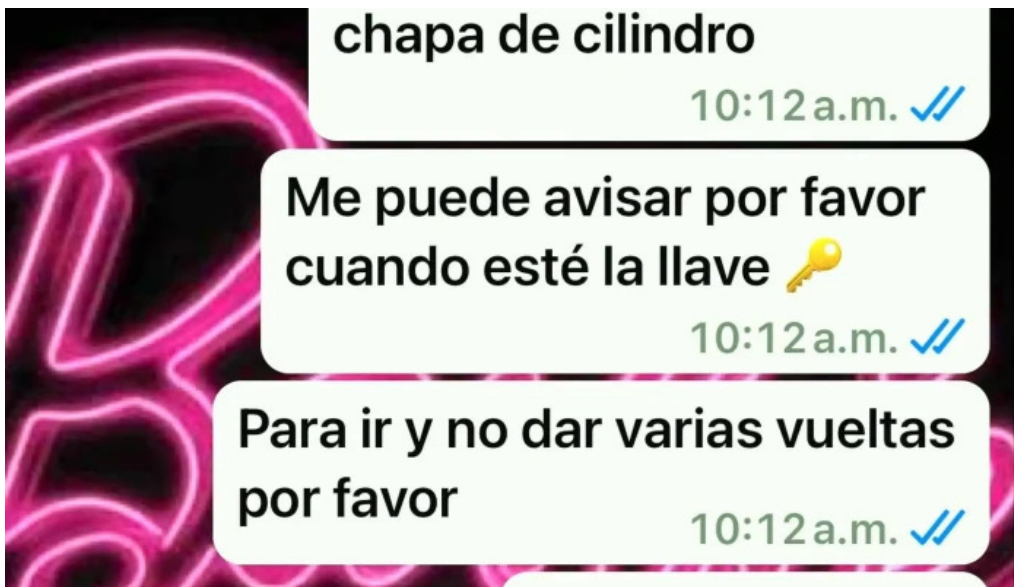 chapa de cilindro
10:12 a.m.
Me puede avisar por favor
cuando esté la llave 🔑
10:12 a.m.
Para ir y no dar varias vueltas
por favor
10:12 a.m.